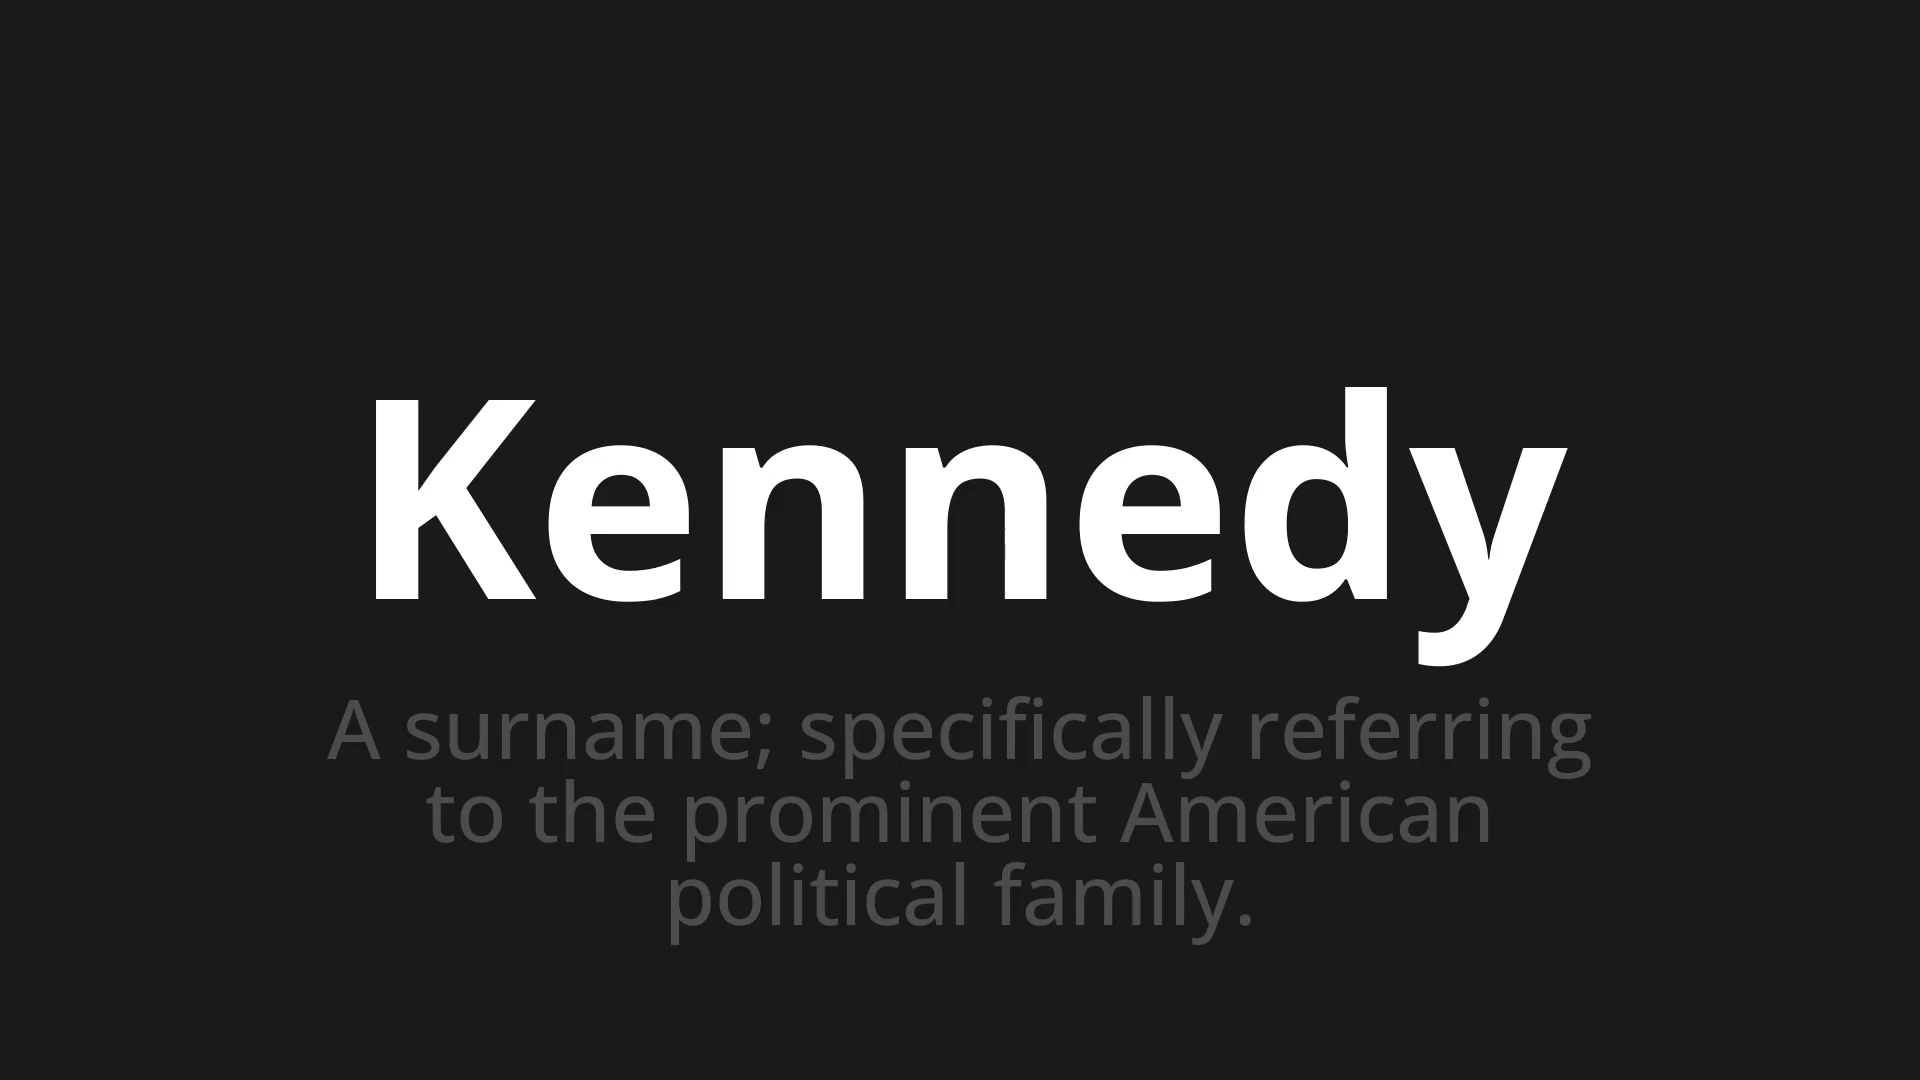 Kennedy
A surname; specifically referring
to the prominent American
political family.